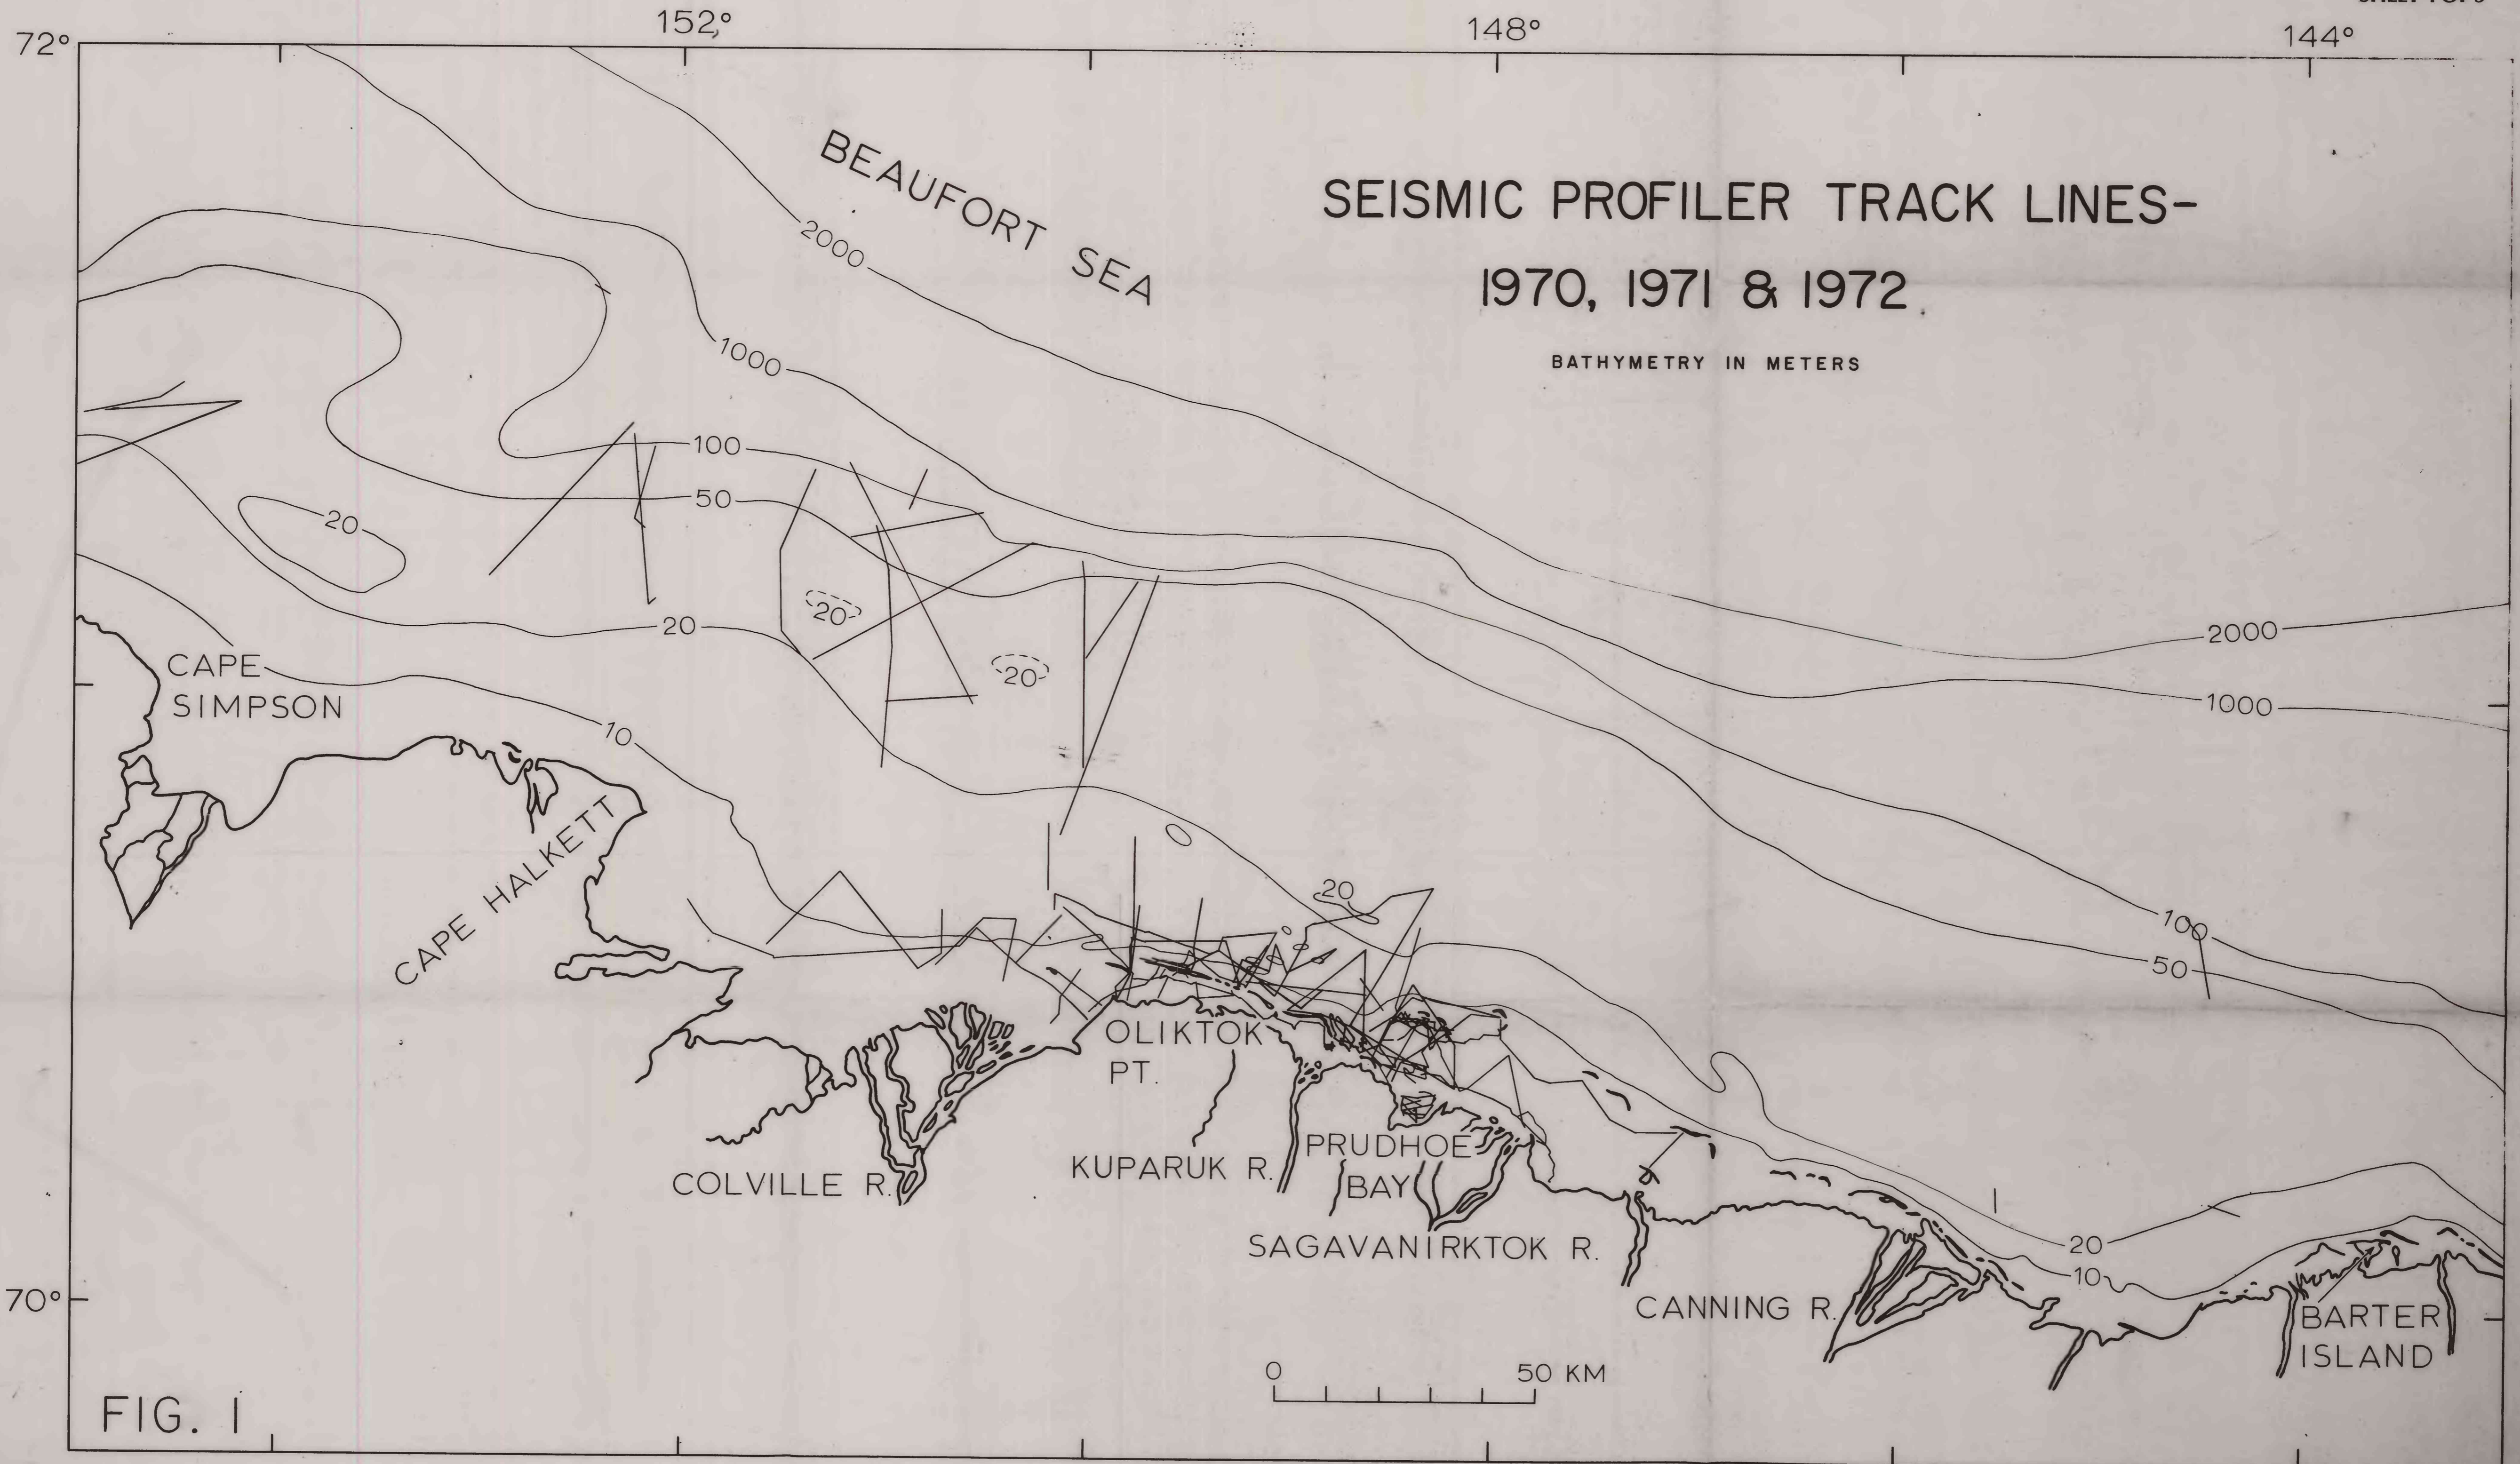 152°
148°
144°
72°
BEAUFORT SEA
SEISMIC PROFILER TRACK LINES-
1970, 1971 & 1972
BATHYMETRY IN METERS
2000
1000
100
50
20
20
20
20
2000
1000
CAPE
SIMPSON
10
CAPE HALKETT
20
100
50
OLIKTOK
PT.
PRUDHOE
BAY
KUPARUK R.
COLVILLE R.
SAGAVANIRKTOK R.
20
10
70°
CANNING R.
BARTER
ISLAND
0 50 KM
FIG. 1